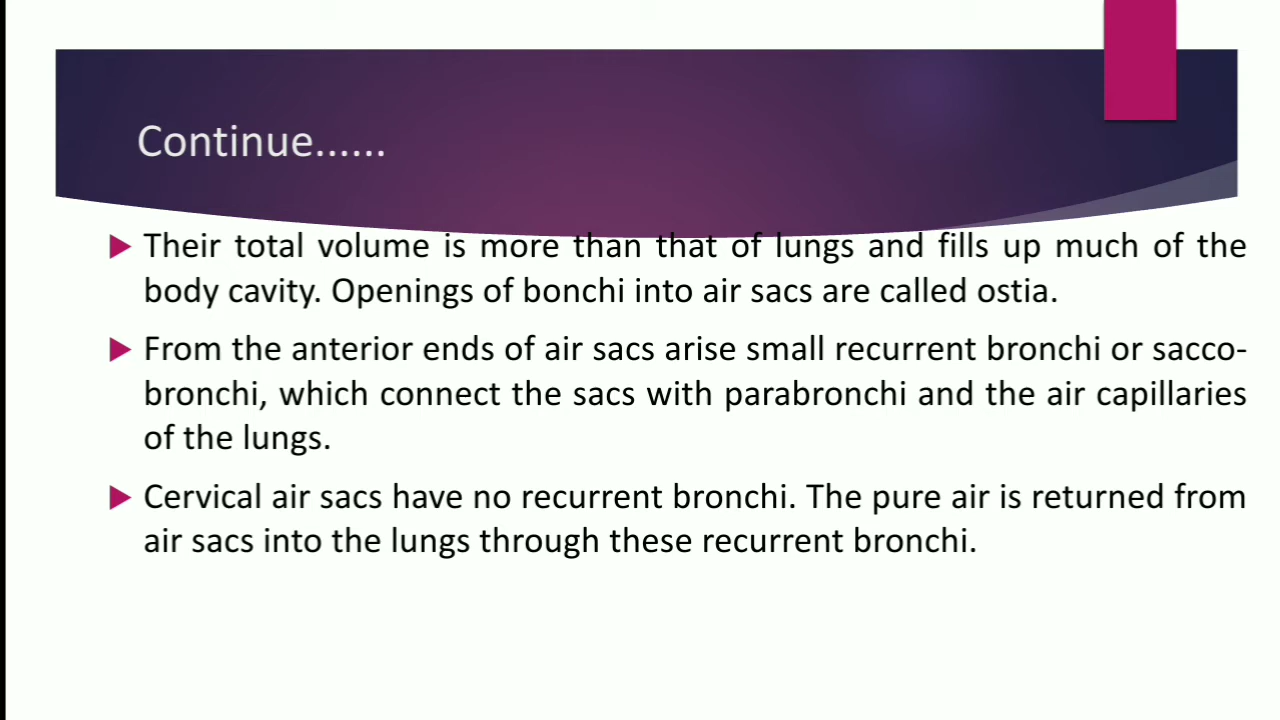 Continue......
Their total volume is more than that of lungs and fills up much of the
body cavity. Openings of bonchi into air sacs are called ostia.
From the anterior ends of air sacs arise small recurrent bronchi or sacco-
bronchi, which connect the sacs with parabronchi and the air capillaries
of the lungs.
Cervical air sacs have no recurrent bronchi. The pure air is returned from
air sacs into the lungs through these recurrent bronchi.